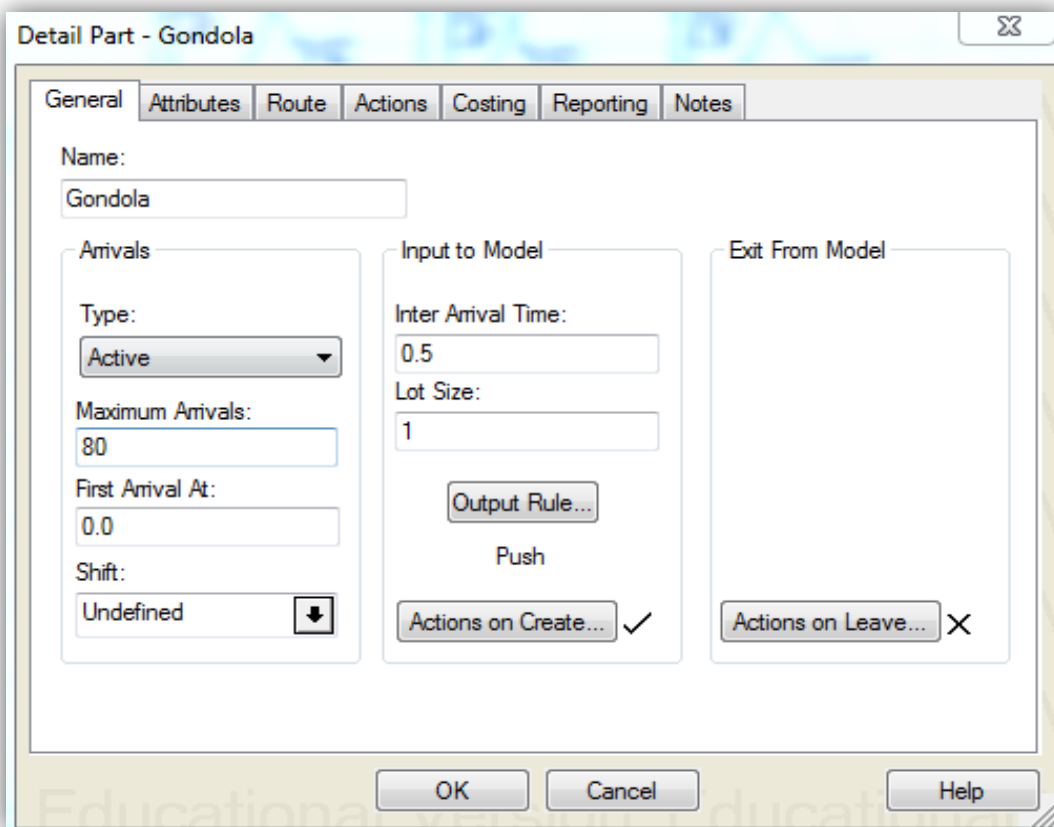 Detail Part - Gondola
General Attributes Route Actions Costing Reporting Notes
Name:
Gondola
Arrivals
Type:
Active
Maximum Arrivals:
80
First Arrival At:
0.0
Shift:
Undefined
Input to Model
Inter Arrival Time:
0.5
Lot Size:
1
Output Rule...
Push
Actions on Create...
Exit From Model
Actions on Leave...
OK Cancel Help
Educational Version Educational